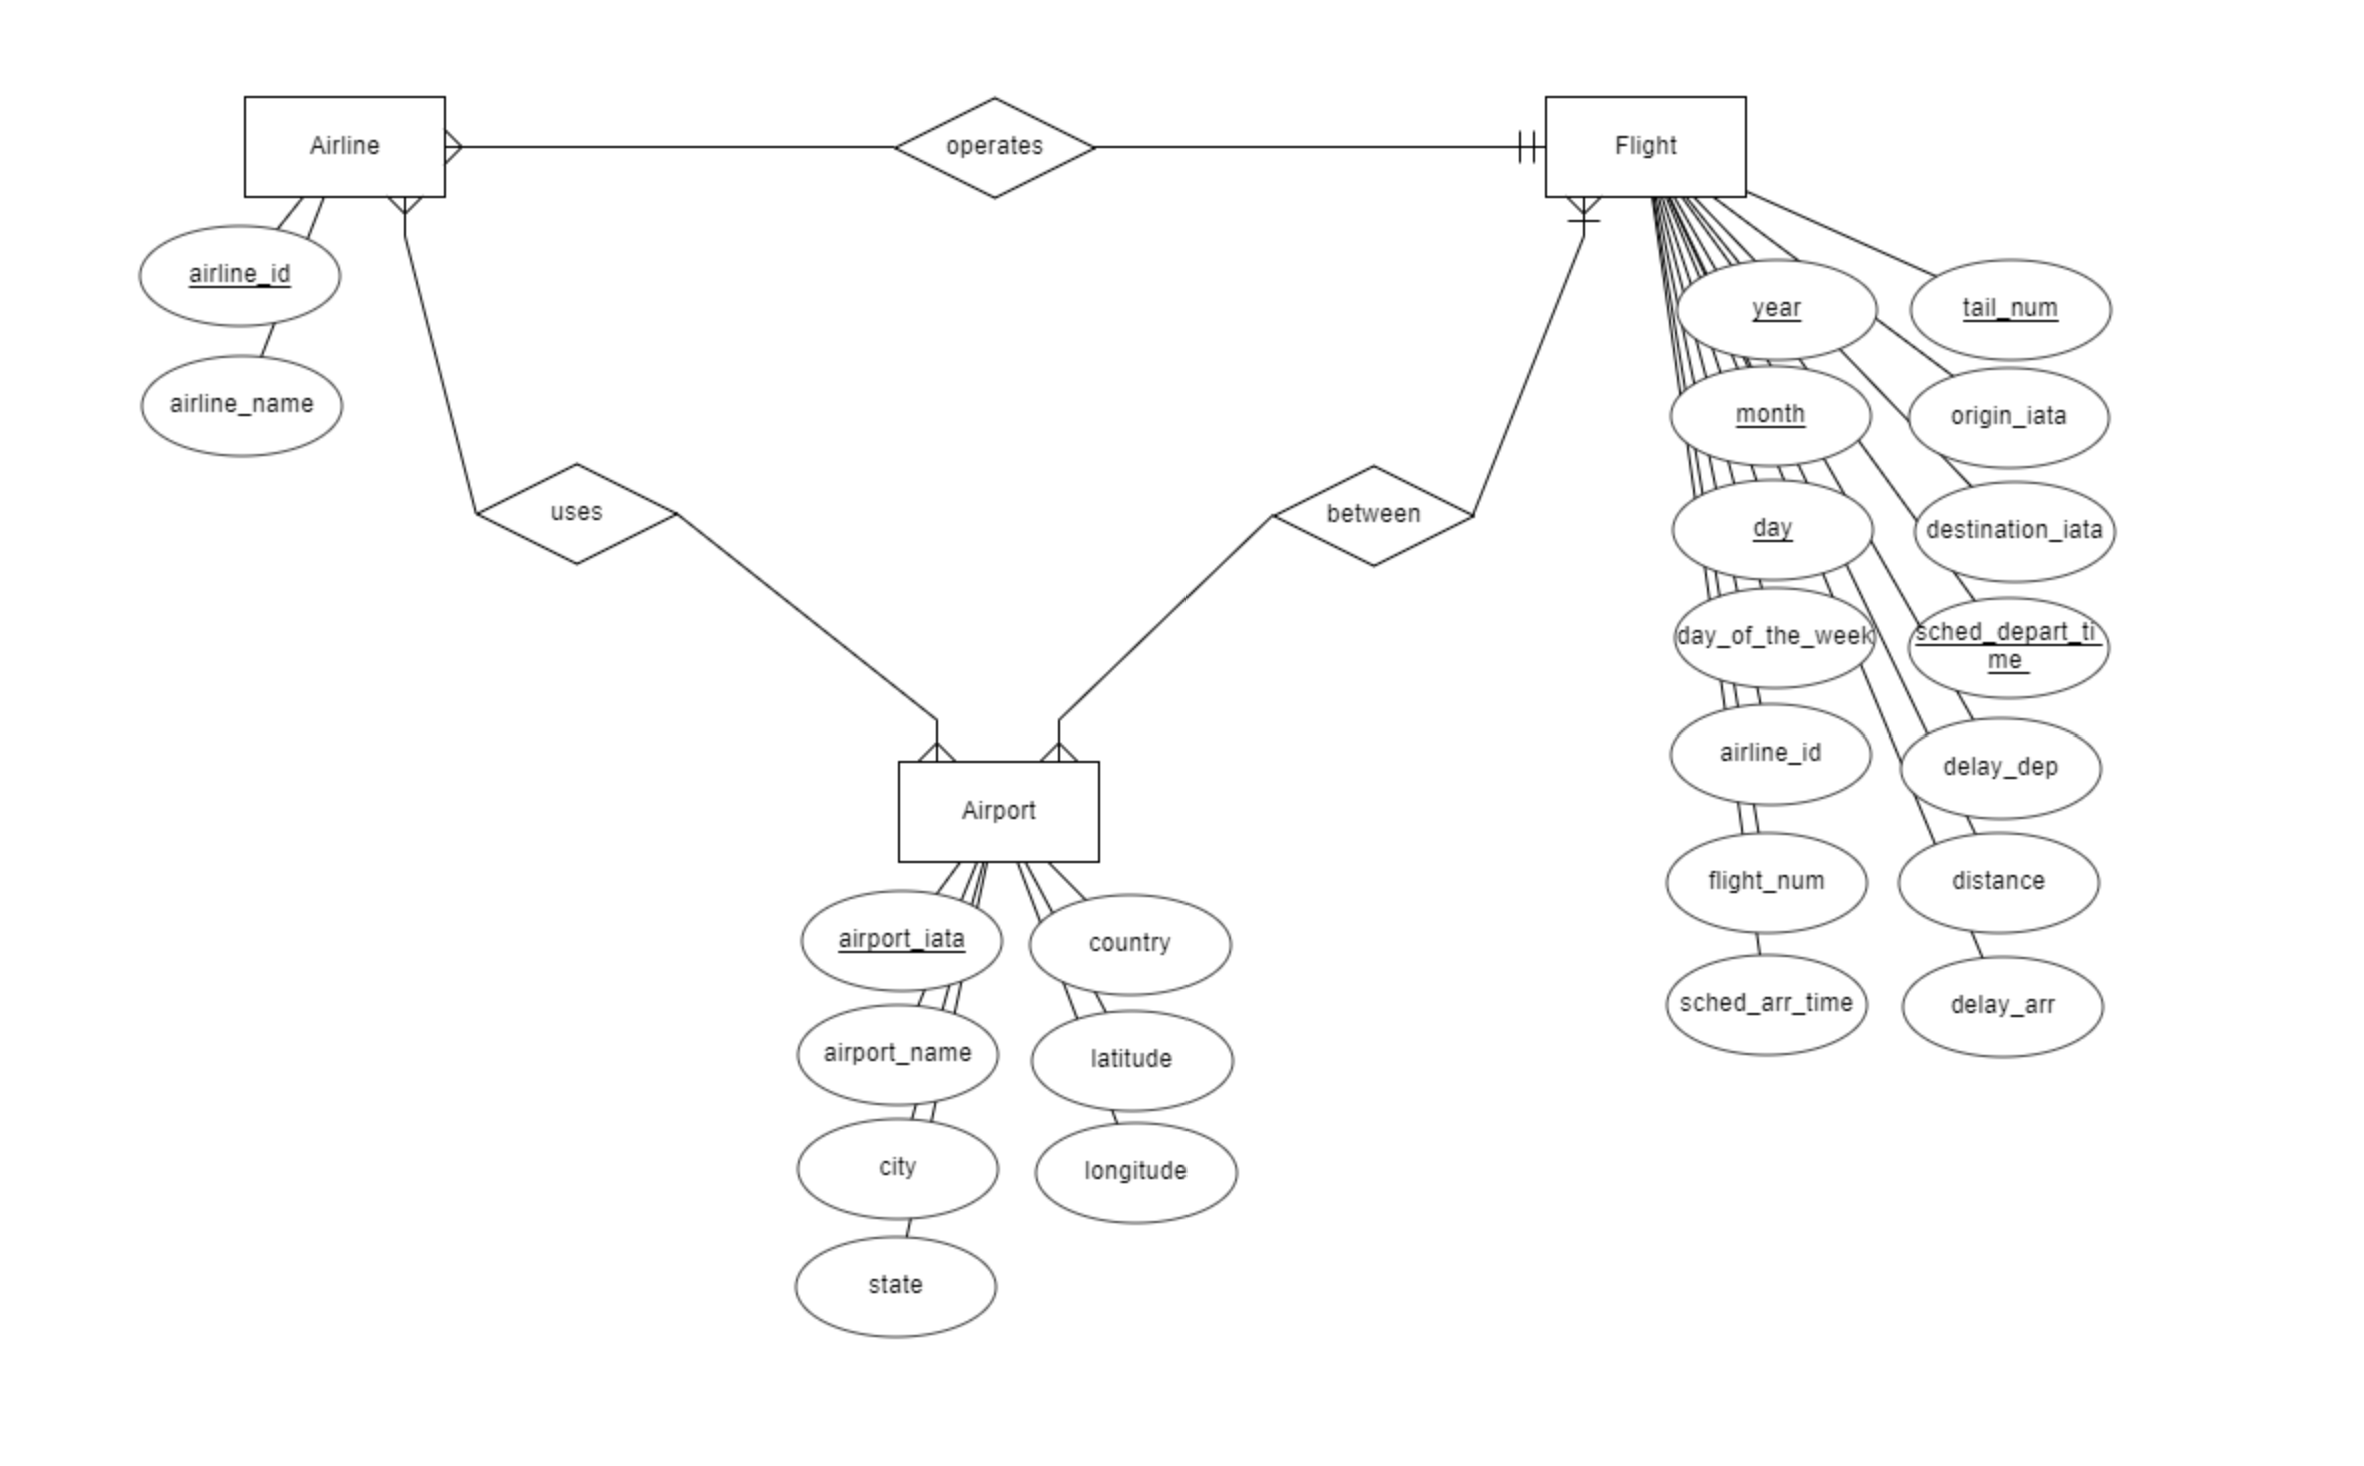 Airline
operates
Flight
airline_id
airline_name
uses
between
year
tail_num
month
origin_iata
day
destination_iata
day_of_the_week
sched_depart_ti
me
airline_id
delay_dep
flight_num
distance
sched_arr_time
delay_arr
Airport
airport_iata
country
airport_name
latitude
city
longitude
state